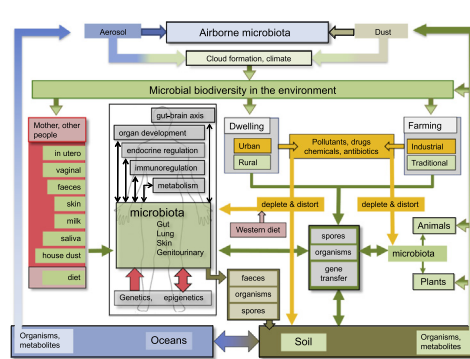 Aerosol
Airborne microbiota
Dust
Cloud formation, climate
Microbial biodiversity in the environment
Mother, other
people
in utero
vaginal
faeces
skin
milk
saliva
house dust
diet
gut-brain axis
organ development
endocrine regulation
immunoregulation
metabolism
microbiota
Gut
Lung
Skin
Genitourinary
Genetics, epigenetics
Dwelling
Urban
Rural
Pollutants, drugs
chemicals, antibiotics
Farming
Industrial
Traditional
deplete & distort
deplete & distort
Western diet
spores
organisms
gene
transfer
Animals
microbiota
Plants
faeces
organisms
spores
Organisms,
metabolites
Oceans
Soil
Organisms,
metabolites